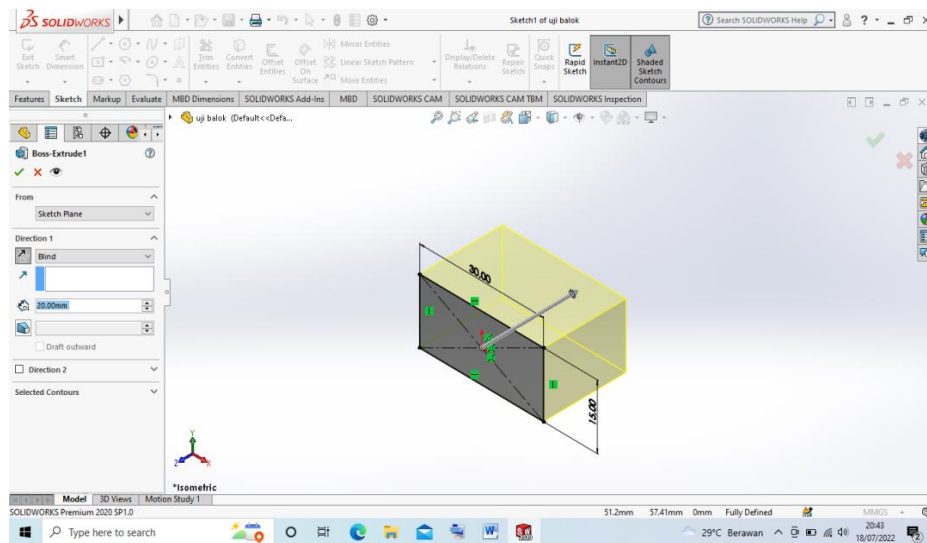 SOLIDWORKS
Sketch1 of uji balok
Search SOLIDWORKS Help
Exit Sketch
Smart Dimension
Trim Entities
Convert Entities
Offset Entities
Offset On Surface
Mirror Entities
Linear Sketch Pattern
Move Entities
Display/Delete Relations
Repair Sketch
Quick Snaps
Rapid Sketch
Instant2D
Shaded Sketch Contours
Features Sketch Markup Evaluate MBD Dimensions SOLIDWORKS Add-Ins MBD SOLIDWORKS CAM SOLIDWORKS CAM TBM SOLIDWORKS Inspection
uji balok (Default<<Defa...
Boss-Extrude1
From
Sketch Plane
Direction 1
Blind
20.00mm
Draft outward
Direction 2
Selected Contours
30.00
15.00
Y
Z
X
*Isometric
Model 3D Views Motion Study 1
SOLIDWORKS Premium 2020 SP1.0
51.2mm 57.41mm 0mm Fully Defined
MMGS
Type here to search
29°C Berawan
20:43
18/07/2022